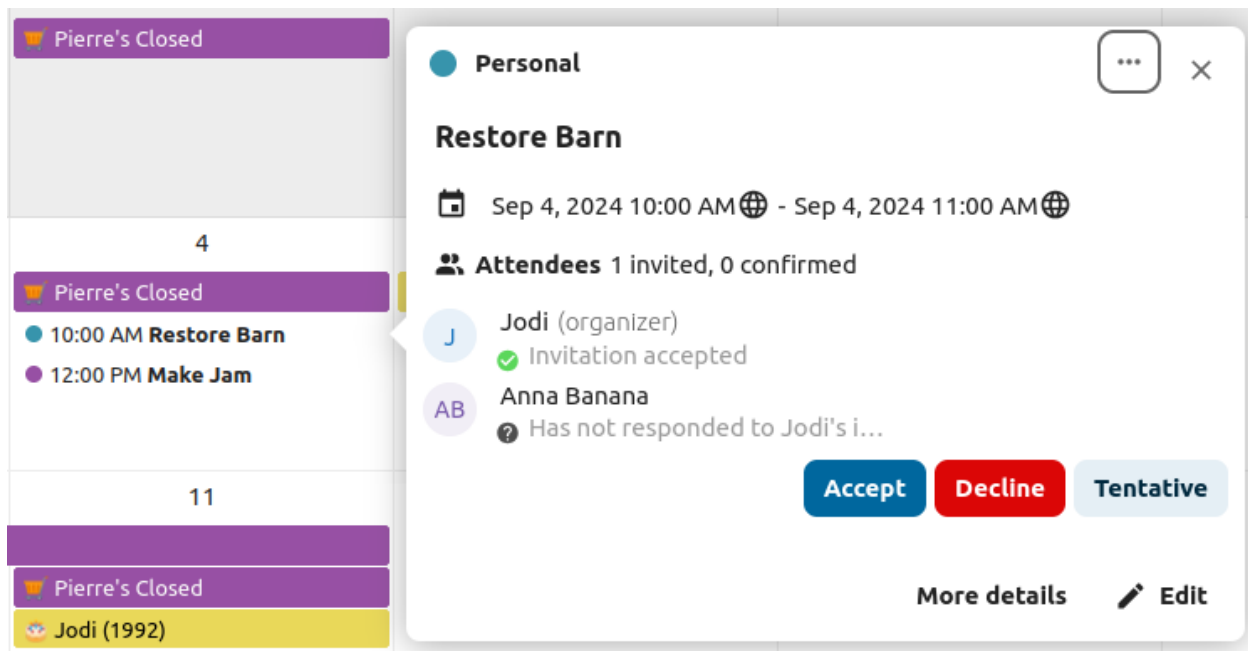 Pierre's Closed
4
Pierre's Closed
10:00 AM Restore Barn
12:00 PM Make Jam
11
Pierre's Closed
Jodi (1992)
Personal
Restore Barn
Sep 4, 2024 10:00 AM - Sep 4, 2024 11:00 AM
Attendees 1 invited, 0 confirmed
J
Jodi (organizer)
Invitation accepted
AB
Anna Banana
Has not responded to Jodi's i...
Accept Decline Tentative
More details Edit